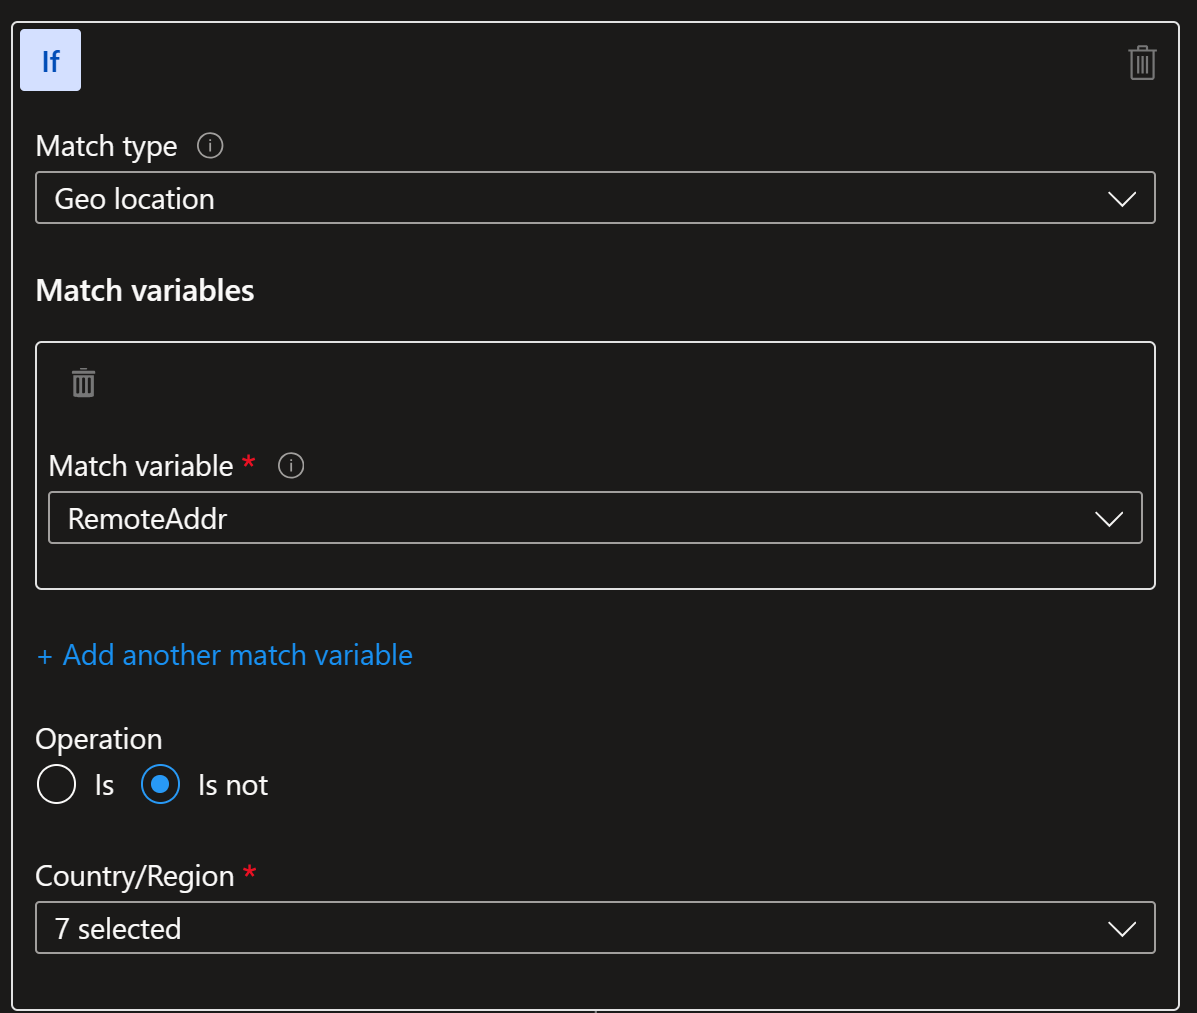 If
Match type
Geo location
Match variables
Match variable *
RemoteAddr
+ Add another match variable
Operation
Is Is not
Country/Region *
7 selected